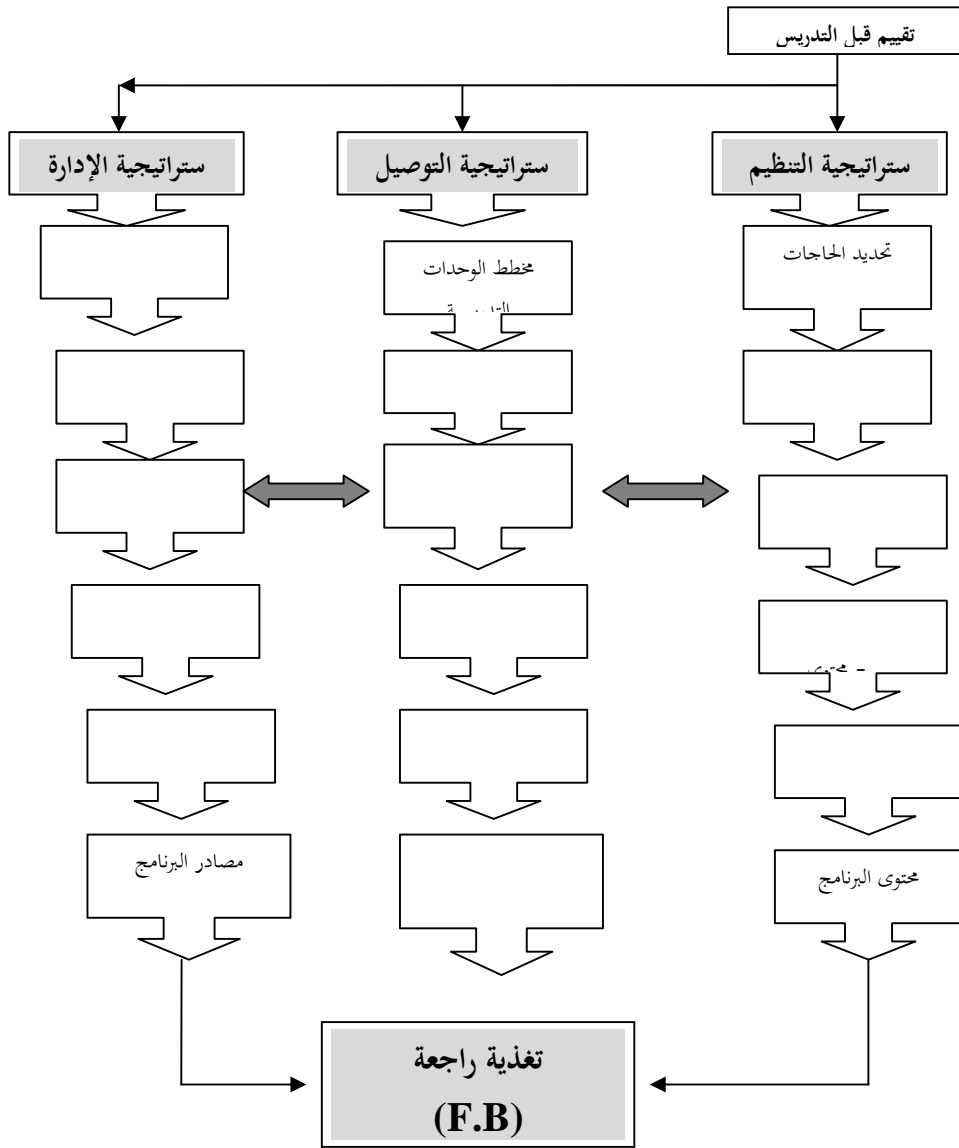 تقييم قبل التدريس
ستراتيجية التنظيم
ستراتيجية التوصيل
ستراتيجية الإدارة
تحديد الحاجات
مخطط الوحدات
- محتوى
محتوى البرنامج
مصادر البرنامج
تغذية راجعة
(F.B)